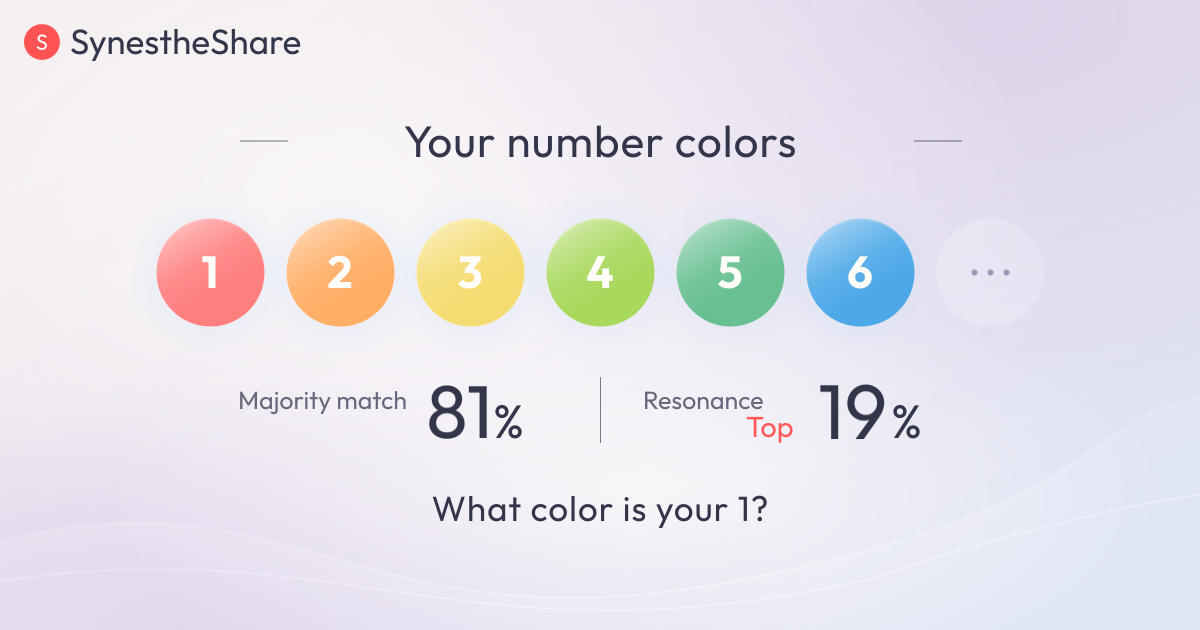 S SynestheShare
Your number colors
1 2 3 4 5 6 ...
Majority match 81% Resonance Top 19%
What color is your 1?